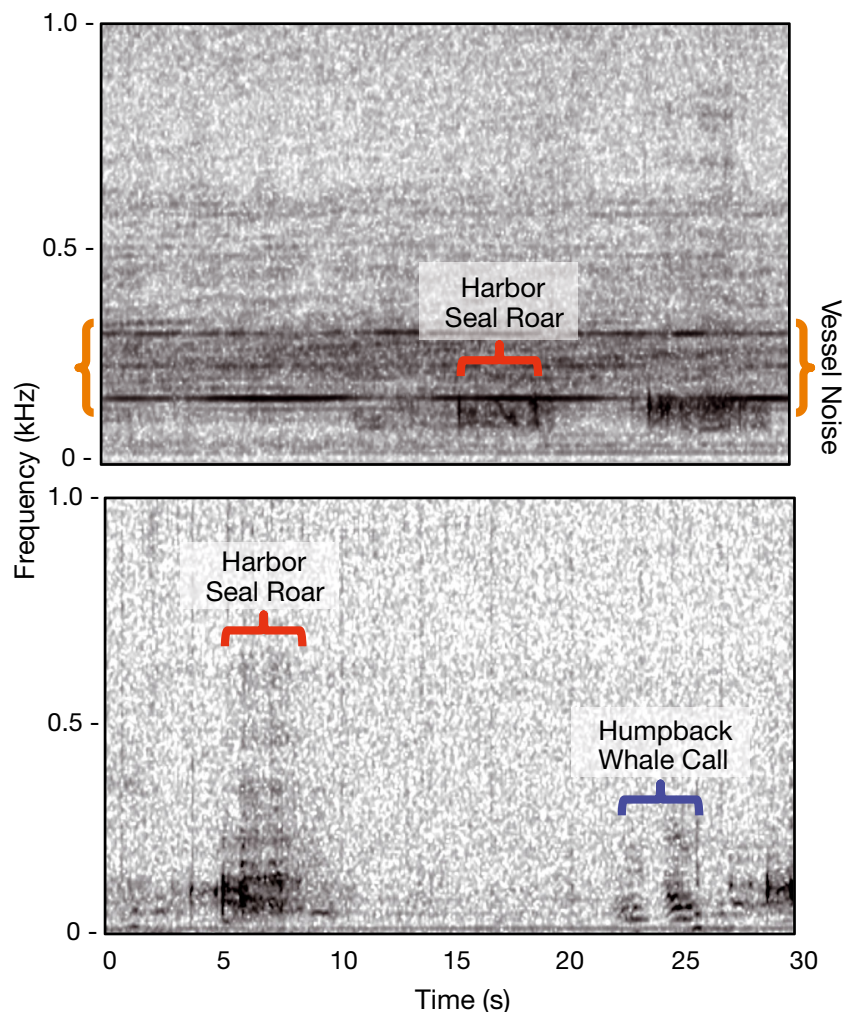 1.0 -
0.5 -
0 -
Harbor
Seal Roar
Vessel Noise
Frequency (kHz)
1.0 -
0.5 -
0 -
Harbor
Seal Roar
Humpback
Whale Call
0 5 10 15 20 25 30
Time (s)